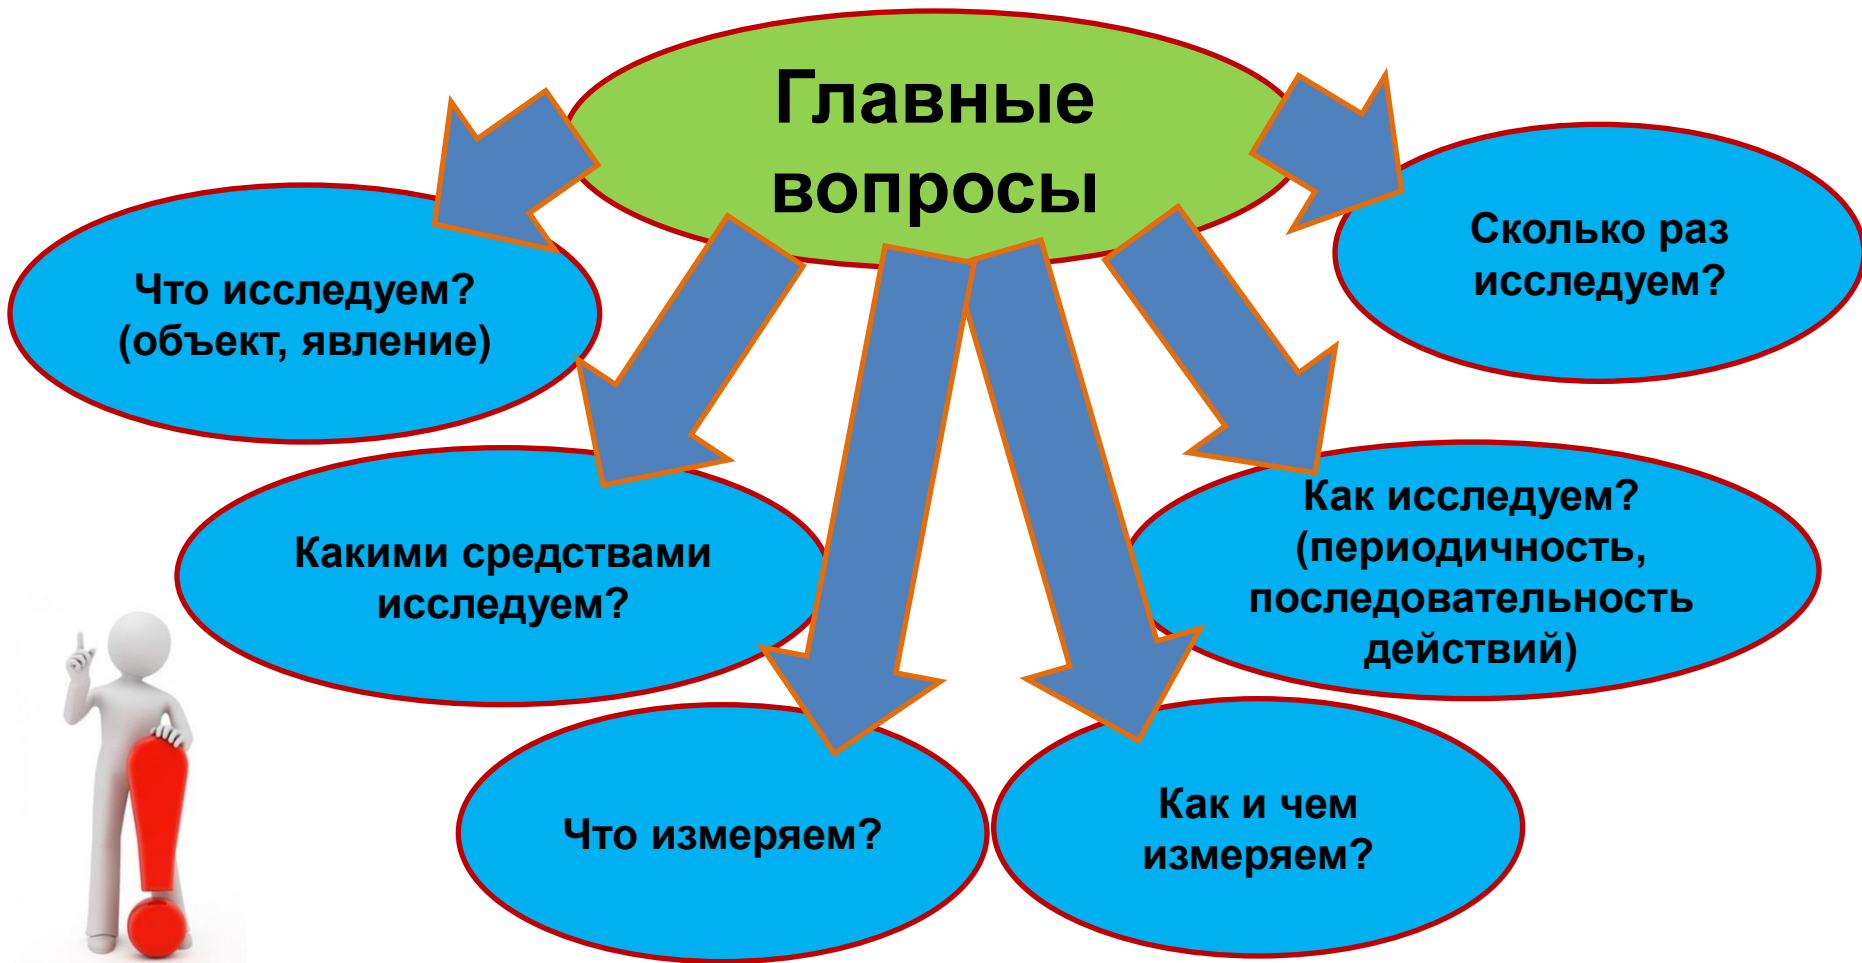 Главные
вопросы
Что исследуем?
(объект, явление)
Сколько раз
исследуем?
Какими средствами
исследуем?
Как исследуем?
(периодичность,
последовательность
действий)
Что измеряем?
Как и чем
измеряем?